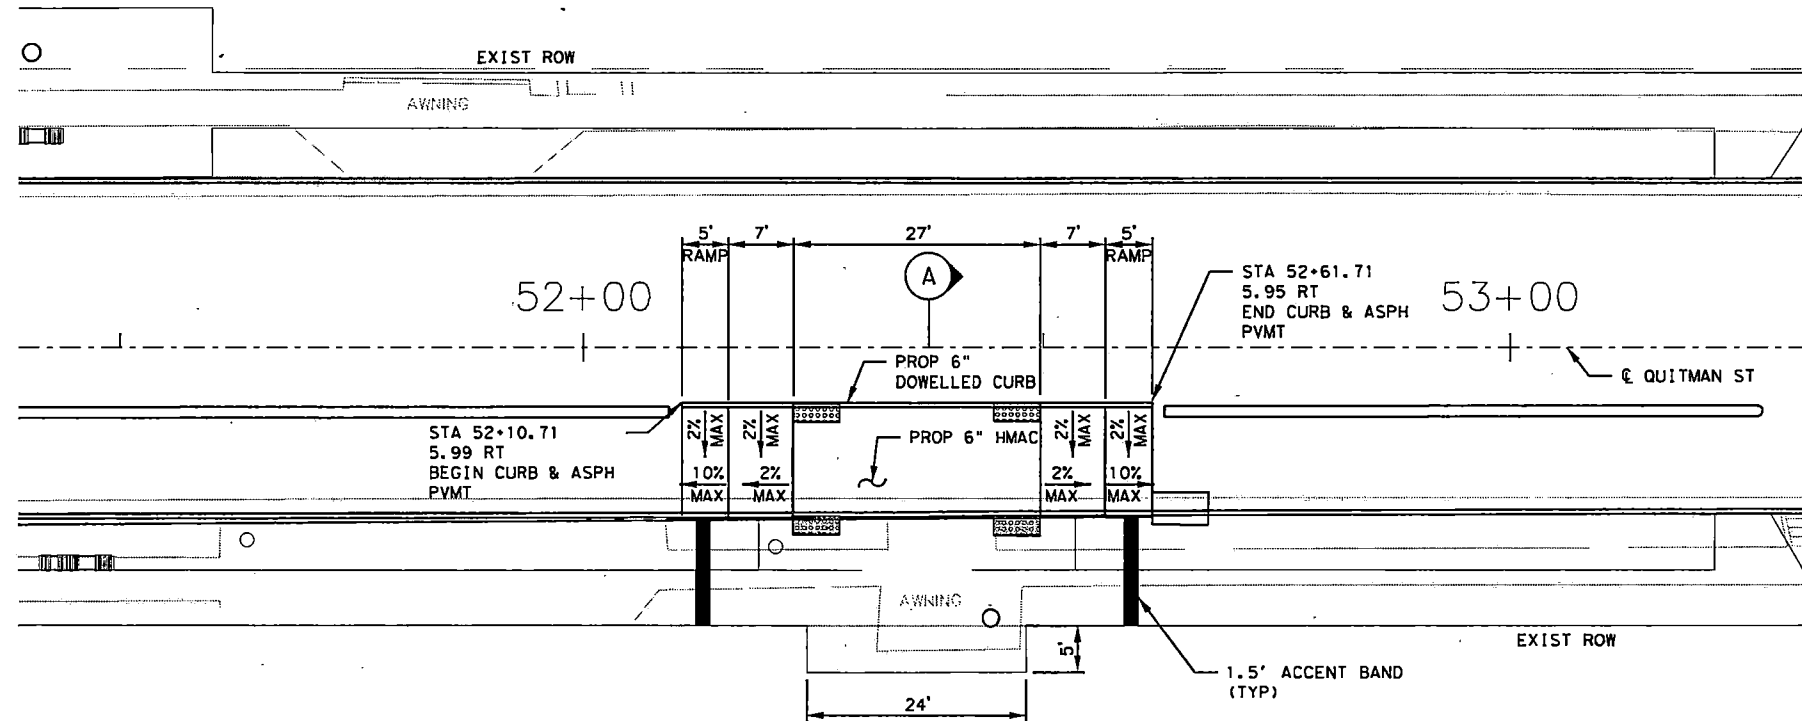 EXIST ROW
AWNING
5'
RAMP
7'
27'
7'
5'
RAMP
A
52+00
STA 52+61.71
5.95 RT
END CURB & ASPH
PVMT
53+00
PROP 6"
DOWELLED CURB
℄ QUITMAN ST
STA 52+10.71
5.99 RT
BEGIN CURB & ASPH
PVMT
2%
MAX
2%
MAX
PROP 6" HMAC
2%
MAX
2%
MAX
10%
MAX
2%
MAX
2%
MAX
10%
MAX
AWNING
5'
EXIST ROW
1.5' ACCENT BAND
(TYP)
24'